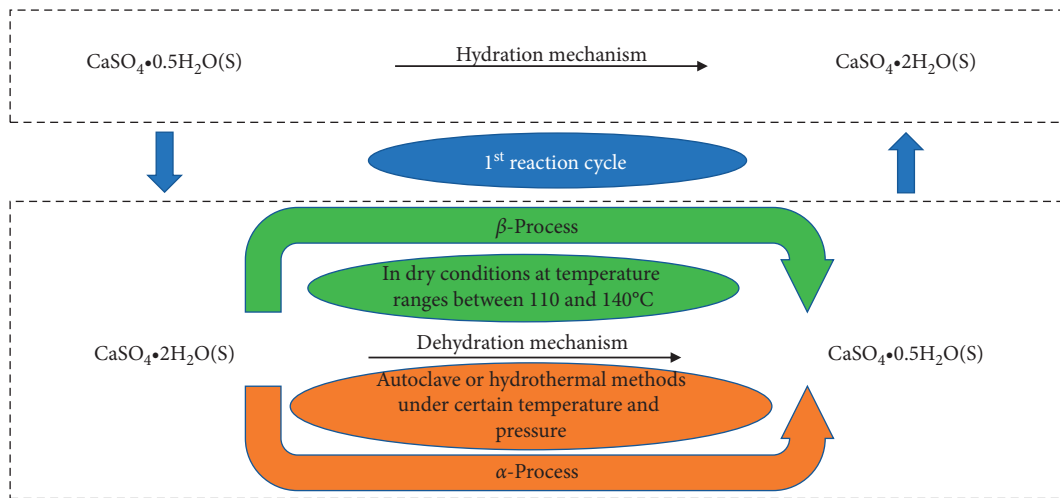 CaSO₄•0.5H₂O(S)
Hydration mechanism
CaSO₄•2H₂O(S)
1ˢᵗ reaction cycle
β-Process
In dry conditions at temperature
ranges between 110 and 140°C
CaSO₄•2H₂O(S)
Dehydration mechanism
CaSO₄•0.5H₂O(S)
Autoclave or hydrothermal methods
under certain temperature and
pressure
α-Process